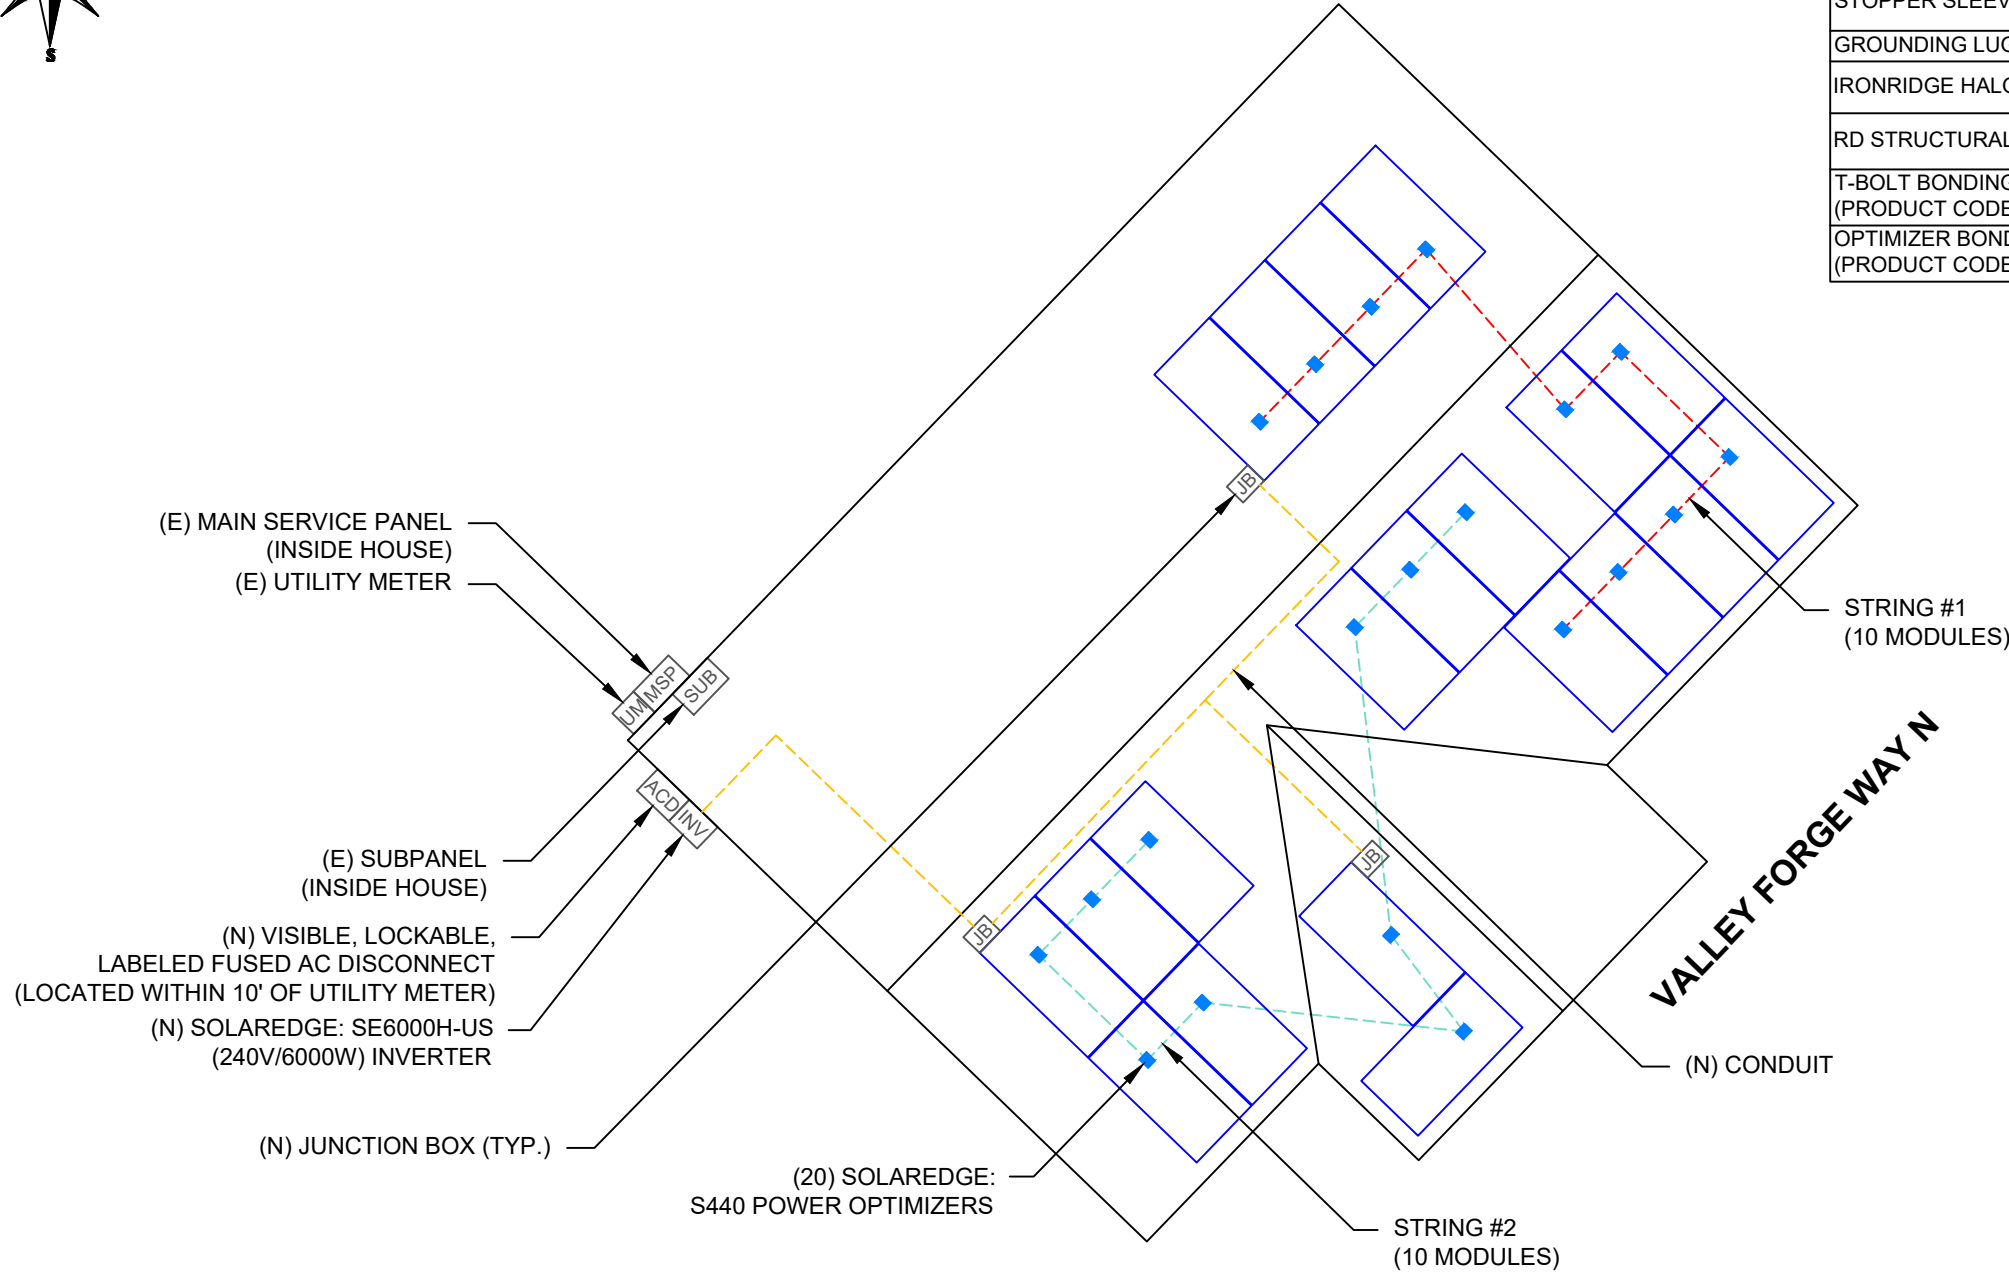 S
STOPPER SLEEV
GROUNDING LUG
IRONRIDGE HALO
RD STRUCTURAL
T-BOLT BONDING
(PRODUCT CODE
OPTIMIZER BOND
(PRODUCT CODE
(E) MAIN SERVICE PANEL
(INSIDE HOUSE)
(E) UTILITY METER
UM
MSP
SUB
ACD
INV
JB
JB
JB
STRING #1
(10 MODULES)
VALLEY FORGE WAY N
(E) SUBPANEL
(INSIDE HOUSE)
(N) VISIBLE, LOCKABLE,
LABELED FUSED AC DISCONNECT
(LOCATED WITHIN 10' OF UTILITY METER)
(N) SOLAREDGE: SE6000H-US
(240V/6000W) INVERTER
(N) CONDUIT
(N) JUNCTION BOX (TYP.)
(20) SOLAREDGE:
S440 POWER OPTIMIZERS
STRING #2
(10 MODULES)